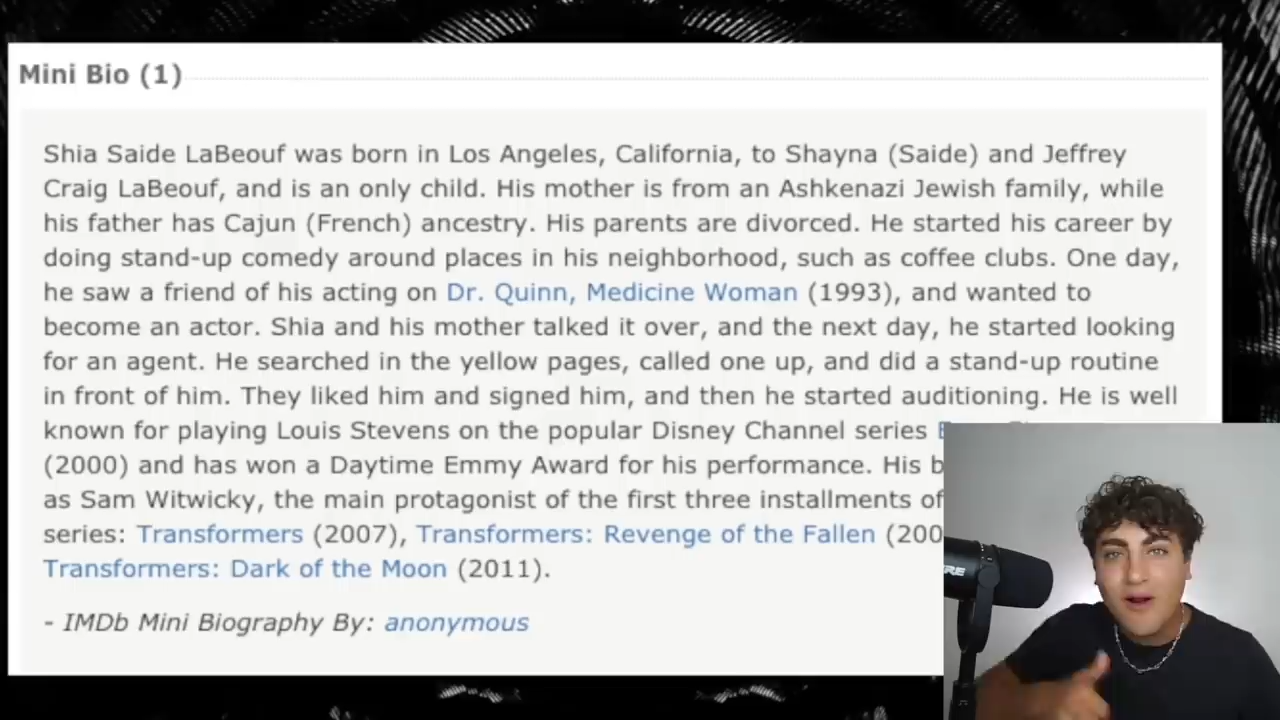 Mini Bio (1)
Shia Saide LaBeouf was born in Los Angeles, California, to Shayna (Saide) and Jeffrey
Craig LaBeouf, and is an only child. His mother is from an Ashkenazi Jewish family, while
his father has Cajun (French) ancestry. His parents are divorced. He started his career by
doing stand-up comedy around places in his neighborhood, such as coffee clubs. One day,
he saw a friend of his acting on Dr. Quinn, Medicine Woman (1993), and wanted to
become an actor. Shia and his mother talked it over, and the next day, he started looking
for an agent. He searched in the yellow pages, called one up, and did a stand-up routine
in front of him. They liked him and signed him, and then he started auditioning. He is well
known for playing Louis Stevens on the popular Disney Channel series
(2000) and has won a Daytime Emmy Award for his performance. His
as Sam Witwicky, the main protagonist of the first three installments of
series: Transformers (2007), Transformers: Revenge of the Fallen (200
Transformers: Dark of the Moon (2011).
- IMDb Mini Biography By: anonymous